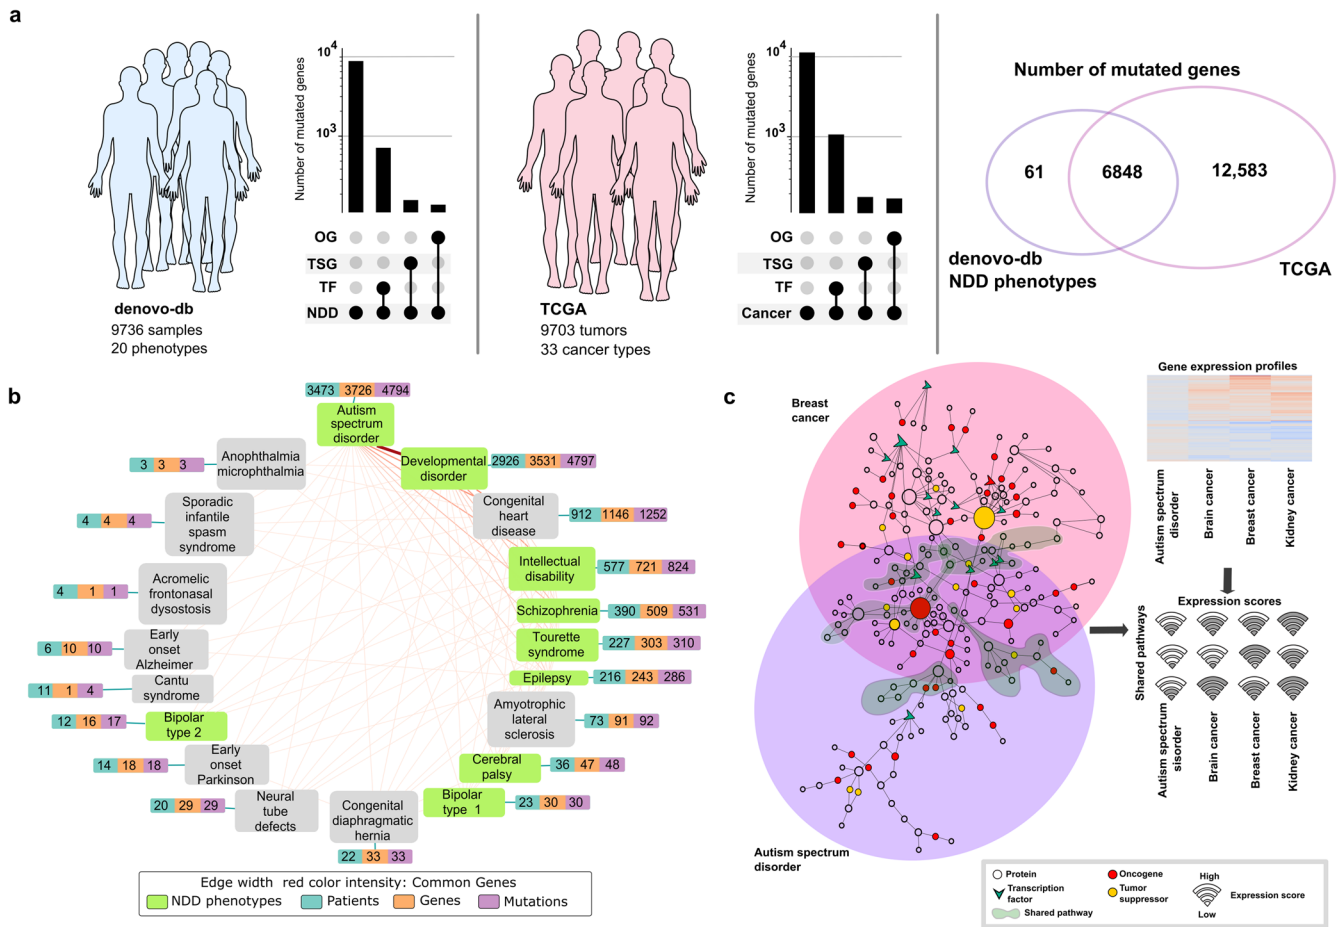 a
10^4
10^3
Number of mutated genes
OG
TSG
TF
NDD
denovo-db
9736 samples
20 phenotypes
10^4
10^3
Number of mutated genes
OG
TSG
TF
Cancer
TCGA
9703 tumors
33 cancer types
Number of mutated genes
61
6848
12,583
denovo-db
NDD phenotypes
TCGA
b
3473 3726 4794
Autism
spectrum
disorder
Developmental
disorder
2926 3531 4797
Congenital
heart
disease
912 1146 1252
Intellectual
disability
577 721 824
Schizophrenia
390 509 531
Tourette
syndrome
227 303 310
Epilepsy
216 243 286
Amyotrophic
lateral
sclerosis
73 91 92
Cerebral
palsy
36 47 48
Bipolar
type 1
23 30 30
Congenital
diaphragmatic
hernia
22 33 33
Neural
tube
defects
20 29 29
Early
onset
Parkinson
14 18 18
Bipolar
type 2
12 16 17
Cantu
syndrome
11 1 4
Early
onset
Alzheimer
6 10 10
Acromelic
frontonasal
dysostosis
4 1 1
Sporadic
infantile
spasm
syndrome
4 4 4
Anophthalmia
microphthalmia
3 3 3
Edge width red color intensity: Common Genes
NDD phenotypes
Patients
Genes
Mutations
c
Breast
cancer
Autism spectrum
disorder
Gene expression profiles
Autism spectrum
disorder
Brain cancer
Breast cancer
Kidney cancer
Expression scores
Shared pathways
Autism spectrum
sisorder
Brain cancer
Breast cancer
Kidney cancer
Protein
Transcription
factor
Shared pathway
Oncogene
Tumor
suppressor
High
Low
Expression score